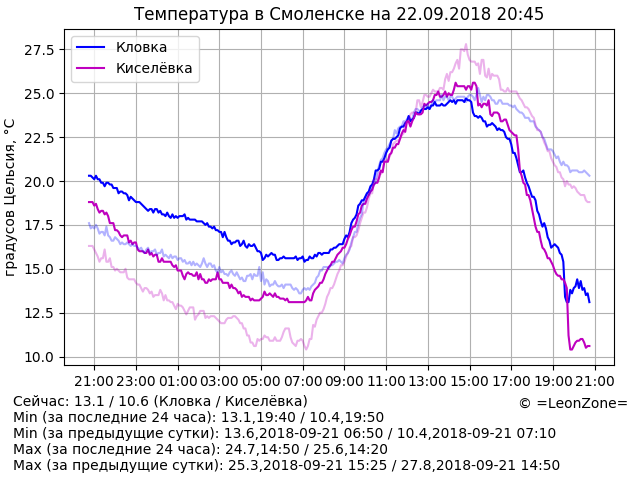 Температура в Смоленске на 22.09.2018 20:45
27.5
25.0
22.5
20.0
17.5
15.0
12.5
10.0
градусов Цельсия, °C
Кловка
Киселёвка
21:00 23:00 01:00 03:00 05:00 07:00 09:00 11:00 13:00 15:00 17:00 19:00 21:00
Сейчас: 13.1 / 10.6 (Кловка / Киселёвка)
© =LeonZone=
Min (за последние 24 часа): 13.1,19:40 / 10.4,19:50
Min (за предыдущие сутки): 13.6,2018-09-21 06:50 / 10.4,2018-09-21 07:10
Max (за последние 24 часа): 24.7,14:50 / 25.6,14:20
Max (за предыдущие сутки): 25.3,2018-09-21 15:25 / 27.8,2018-09-21 14:50